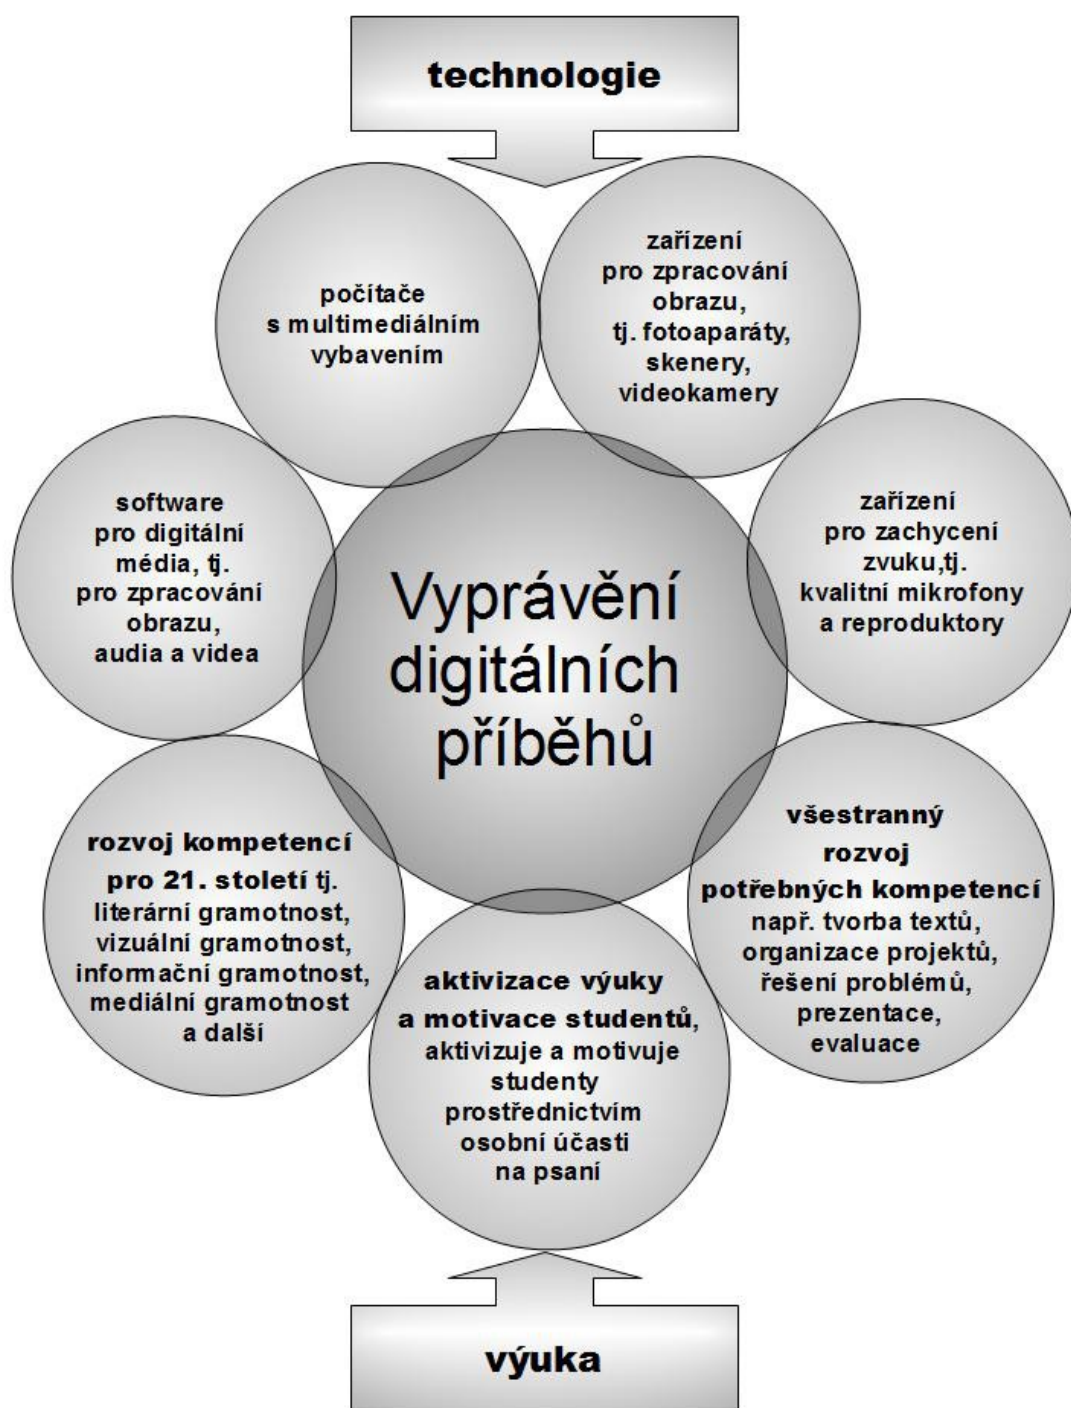 technologie
počítače
s multimediálním
vybavením
zařízení
pro zpracování
obrazu,
tj. fotoaparáty,
skenery,
videokamery
software
pro digitální
média, tj.
pro zpracování
obrazu,
audia a videa
Vyprávění
digitálních
příběhů
zařízení
pro zachycení
zvuku,tj.
kvalitní mikrofony
a reproduktory
rozvoj kompetencí
pro 21. století tj.
literární gramotnost,
vizuální gramotnost,
informační gramotnost,
mediální gramotnost
a další
aktivizace výuky
a motivace studentů,
aktivizuje a motivuje
studenty
prostřednictvím
osobní účasti
na psaní
všestranný
rozvoj
potřebných kompetencí
např. tvorba textů,
organizace projektů,
řešení problémů,
prezentace,
evaluace
výuka